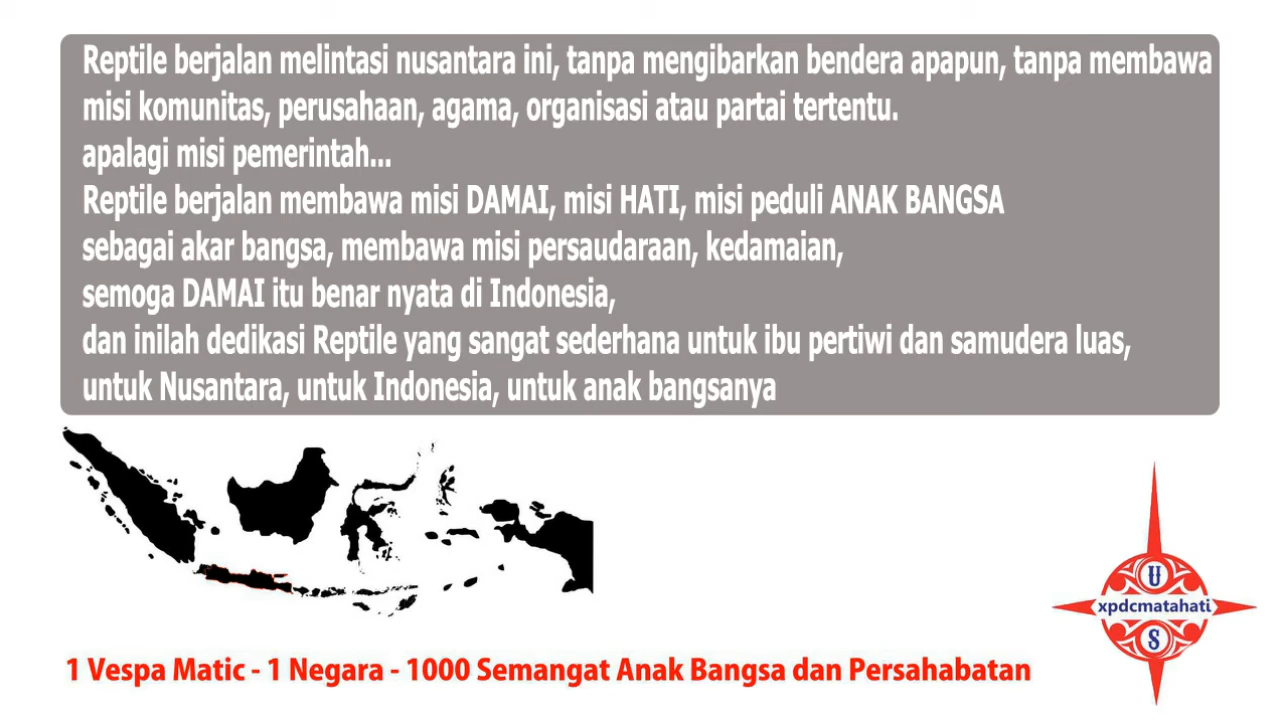 Reptile berjalan melintasi nusantara ini, tanpa mengibarkan bendera apapun, tanpa membawa
misi komunitas, perusahaan, agama, organisasi atau partai tertentu.
apalagi misi pemerintah...
Reptile berjalan membawa misi DAMAI, misi HATI, misi peduli ANAK BANGSA
sebagai akar bangsa, membawa misi persaudaraan, kedamaian,
semoga DAMAI itu benar nyata di Indonesia,
dan inilah dedikasi Reptile yang sangat sederhana untuk ibu pertiwi dan samudera luas,
untuk Nusantara, untuk Indonesia, untuk anak bangsanya
U
xpdcmatahati
S
1 Vespa Matic - 1 Negara - 1000 Semangat Anak Bangsa dan Persahabatan